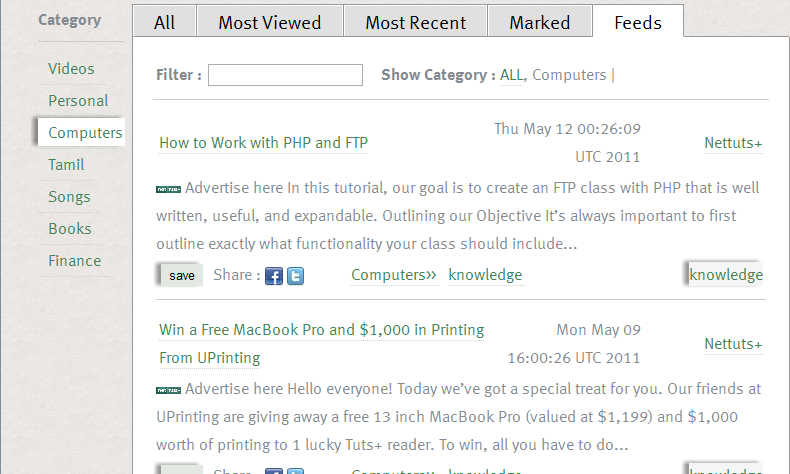 Category
Videos
Personal
Computers
Tamil
Songs
Books
Finance
All Most Viewed Most Recent Marked Feeds
Filter : Show Category : ALL, Computers |
How to Work with PHP and FTP
Thu May 12 00:26:09
UTC 2011
Nettuts+
Advertise here In this tutorial, our goal is to create an FTP class with PHP that is well
written, useful, and expandable. Outlining our Objective It’s always important to first
outline exactly what functionality your class should include...
save Share : Computers›› knowledge knowledge
Win a Free MacBook Pro and $1,000 in Printing
From UPrinting
Mon May 09
16:00:26 UTC 2011
Nettuts+
Advertise here Hello everyone! Today we’ve got a special treat for you. Our friends at
UPrinting are giving away a free 13 inch MacBook Pro (valued at $1,199) and $1,000
worth of printing to 1 lucky Tuts+ reader. To win, all you have to do...
Share : Computers›› knowledge knowledge